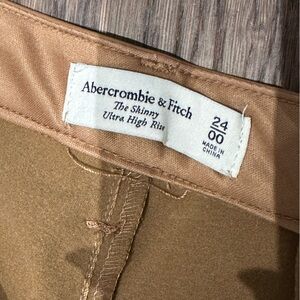 Abercrombie & Fitch
The Skinny
Ultra High Rise
24
00
MADE IN
CHINA